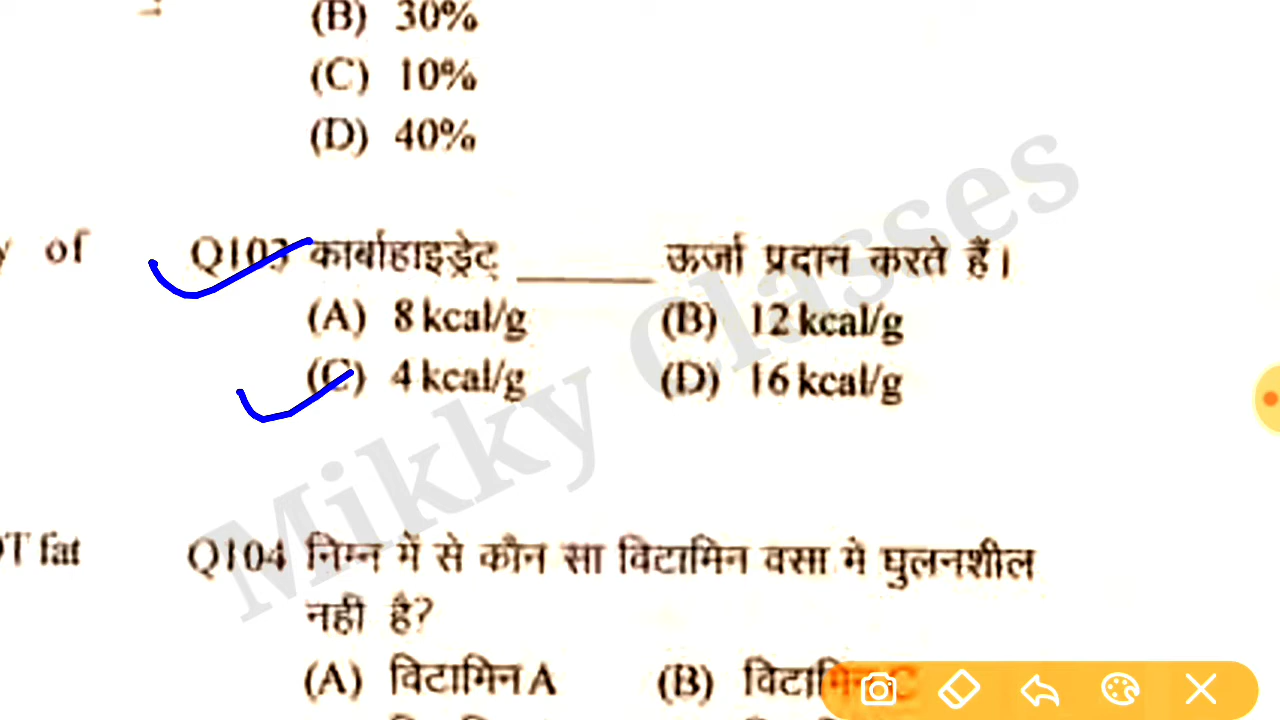 (B) 30%
(C) 10%
(D) 40%
of
Q103 कार्बाहाइड्रेट् ______ ऊर्जा प्रदान करते हैं।
(A) 8 kcal/g (B) 12 kcal/g
(C) 4 kcal/g (D) 16 kcal/g
Mikky Classes
T fat
Q104 निम्न में से कौन सा विटामिन वसा मे घुलनशील
नही है?
(A) विटामिन A (B) विटामिन C